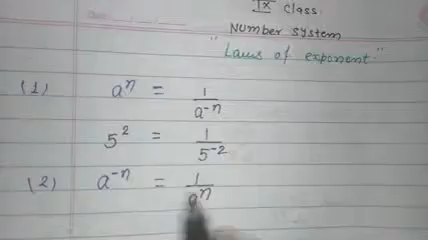 IX Class
Number System
"Laws of exponent"
(1) aⁿ = 1/a⁻ⁿ
5² = 1/5⁻²
(2) a⁻ⁿ = 1/aⁿ